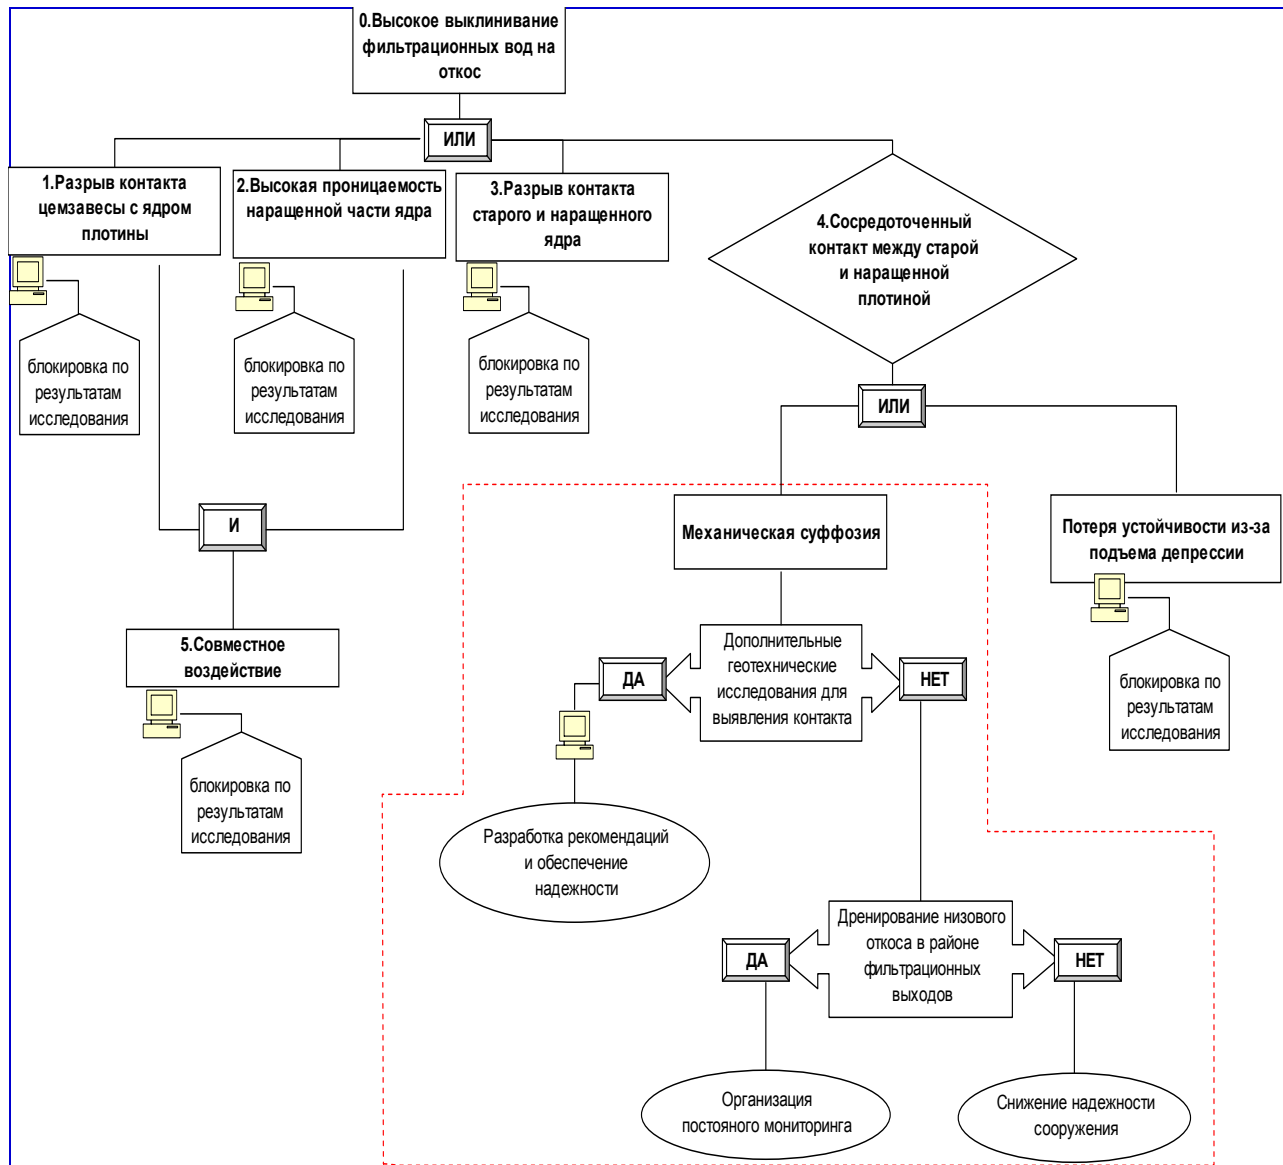 0.Высокое выклинивание
фильтрационных вод на
откос
ИЛИ
1.Разрыв контакта
цемзавесы с ядром
плотины
2.Высокая проницаемость
наращенной части ядра
3.Разрыв контакта
старого и наращенного
ядра
4.Сосредоточенный
контакт между старой
и наращенной
плотиной
блокировка по
результатам
исследования
блокировка по
результатам
исследования
блокировка по
результатам
исследования
ИЛИ
И
Механическая суффозия
Потеря устойчивости из-за
подъема депрессии
5.Совместное
воздействие
Дополнительные
геотехнические
исследования для
выявления контакта
ДА
НЕТ
блокировка по
результатам
исследования
блокировка по
результатам
исследования
Разработка рекомендаций
и обеспечение
надежности
Дренирование низового
откоса в районе
фильтрационных
выходов
ДА
НЕТ
Организация
постояного мониторинга
Снижение надежности
сооружения